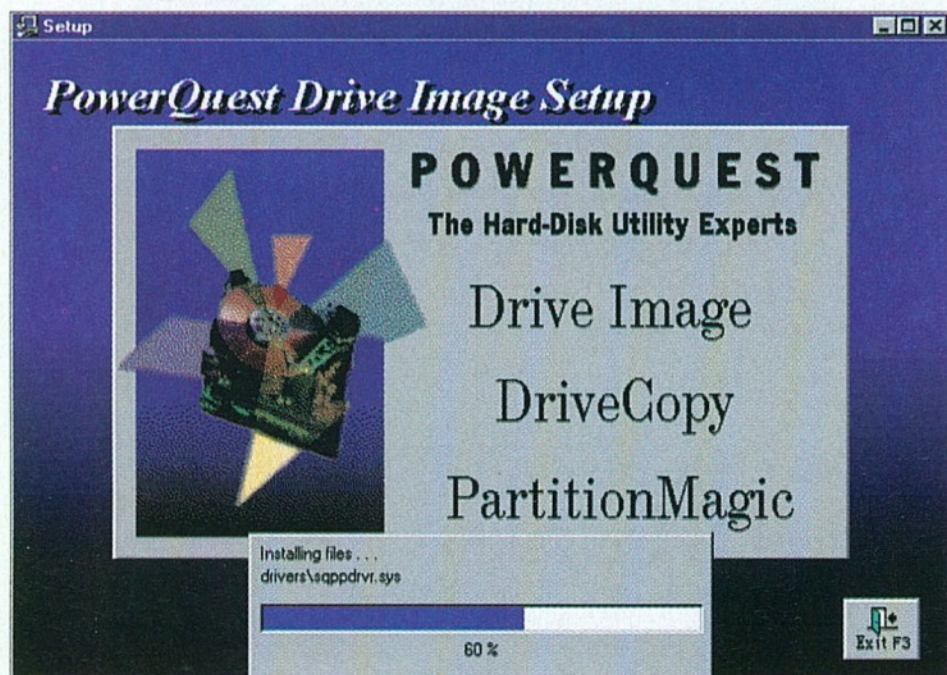 Setup
PowerQuest Drive Image Setup
POWERQUEST
The Hard-Disk Utility Experts
Drive Image
DriveCopy
PartitionMagic
Installing files . . .
drivers\sqppdrvr.sys
60 %
Exit F3